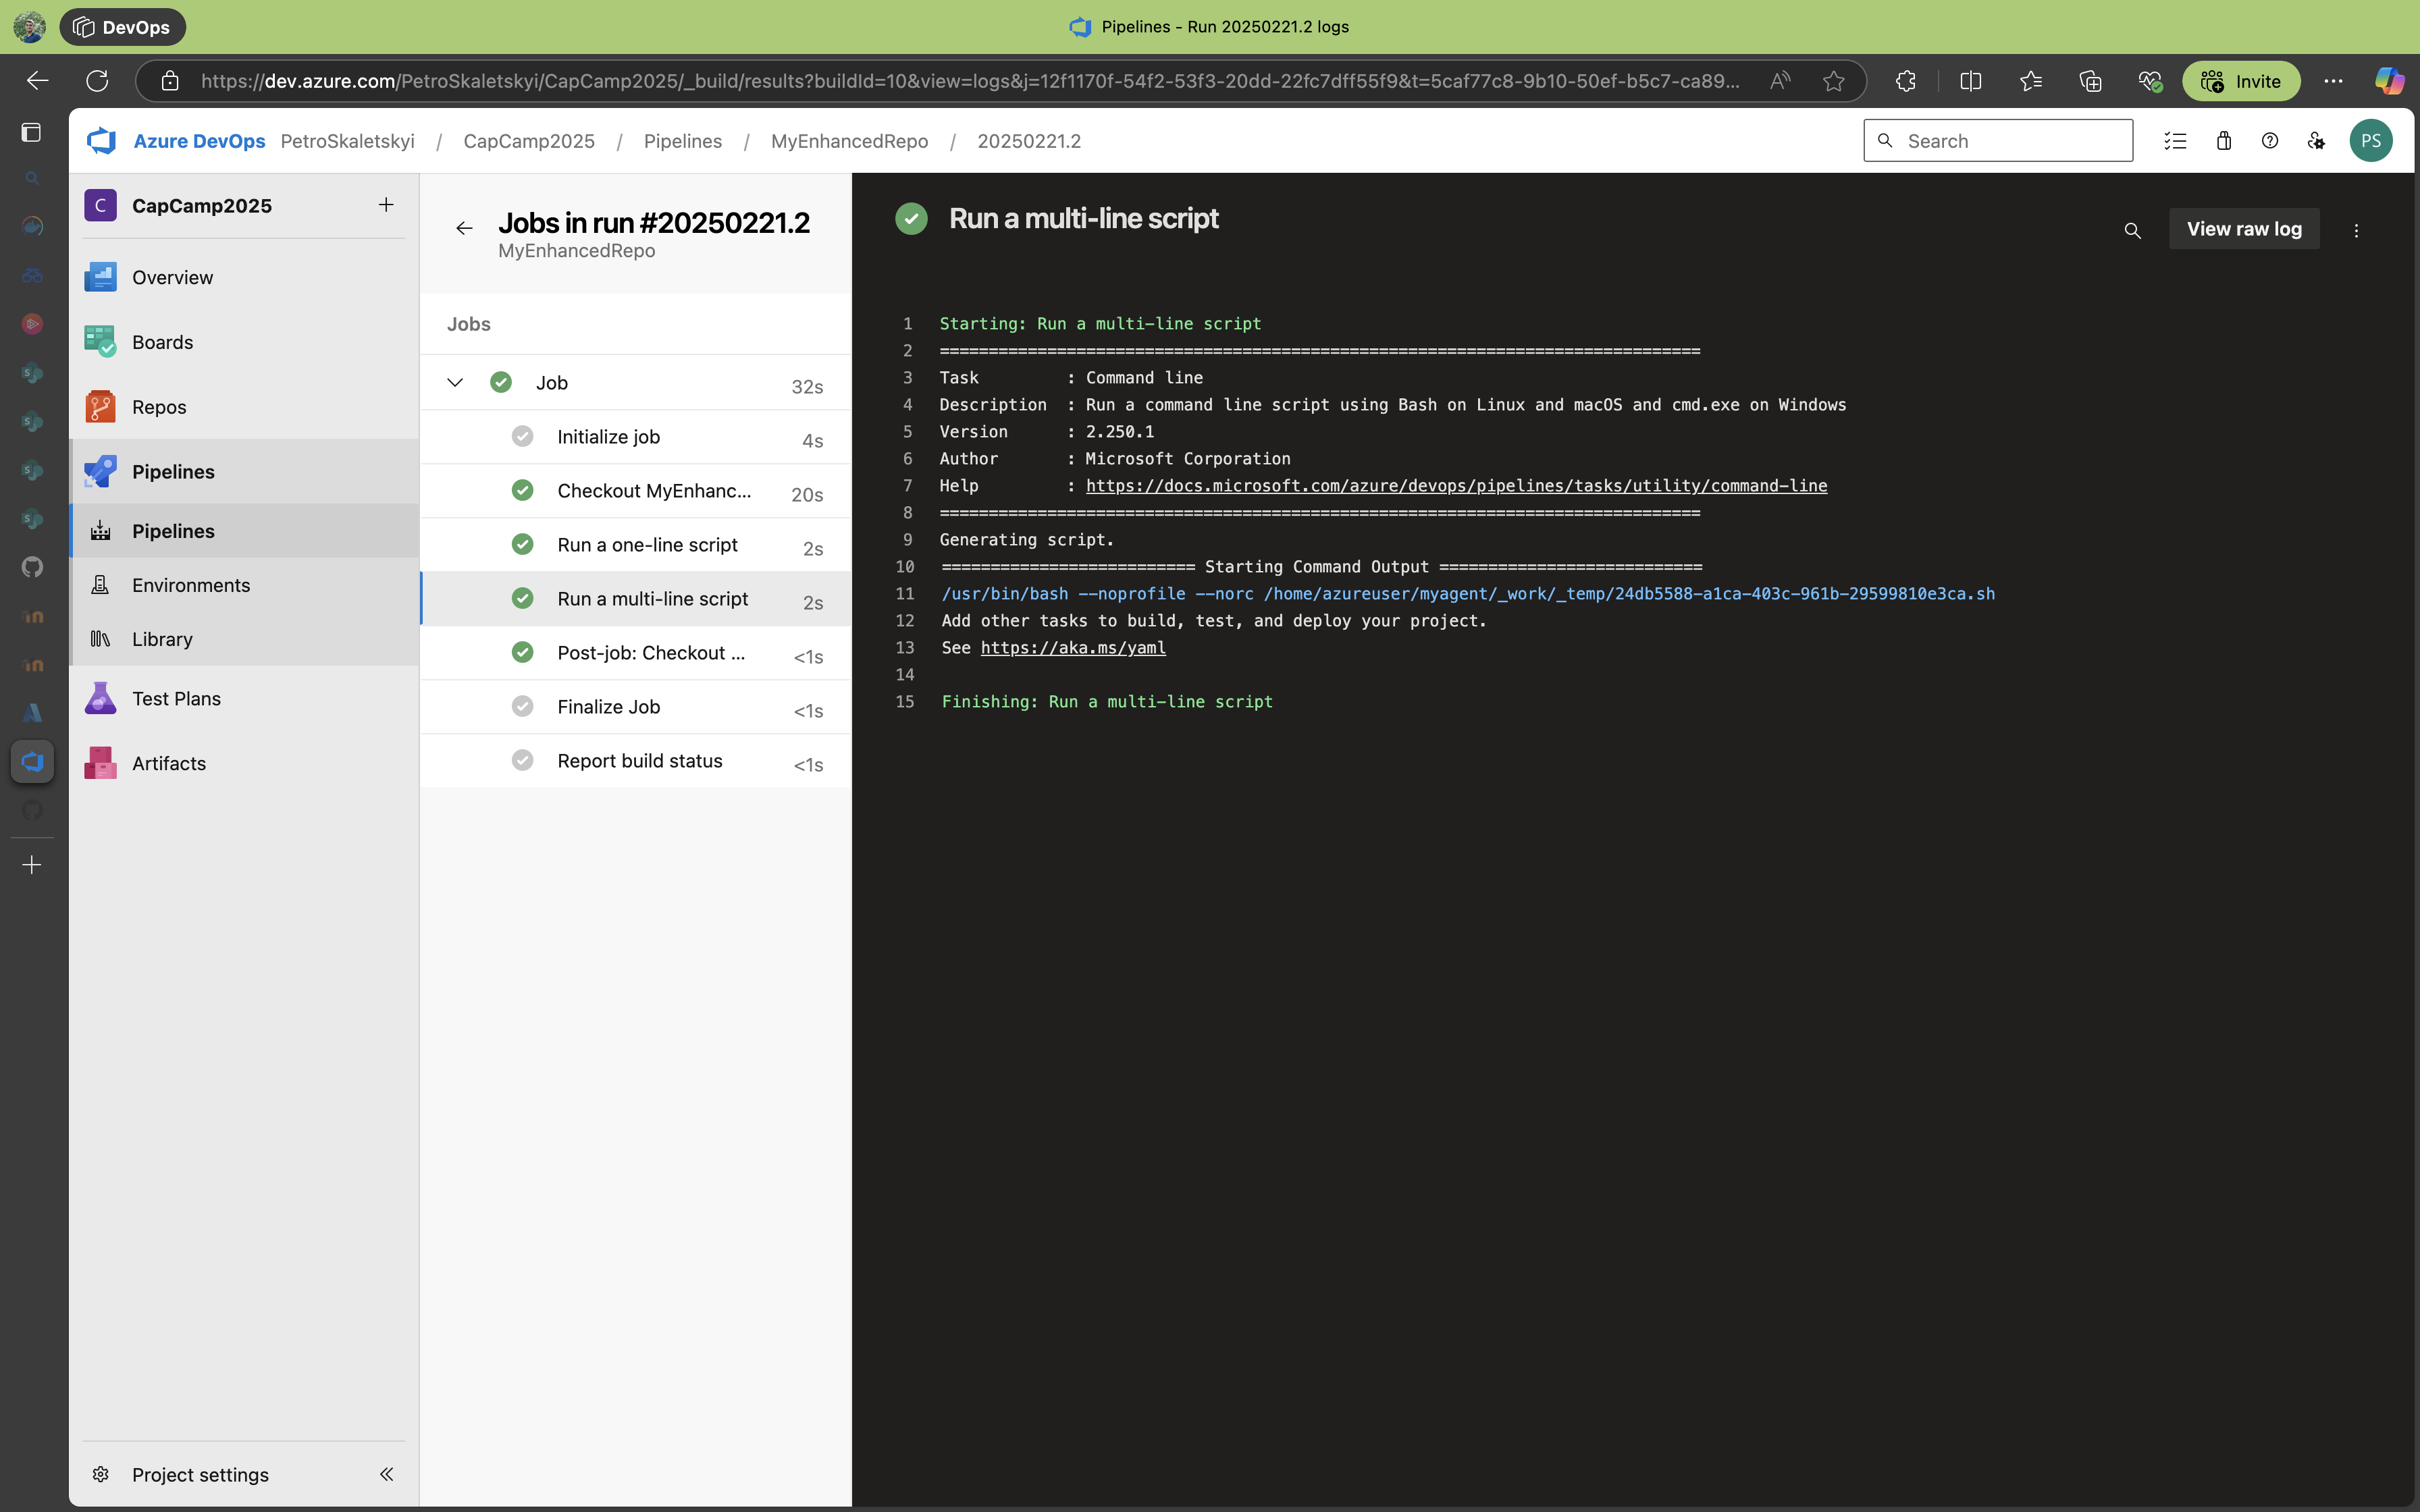 DevOps
Pipelines - Run 20250221.2 logs
https://dev.azure.com/PetroSkaletskyi/CapCamp2025/_build/results?buildId=10&view=logs&j=12f1170f-54f2-53f3-20dd-22fc7dff55f9&t=5caf77c8-9b10-50ef-b5c7-ca89...
Invite
Azure DevOps PetroSkaletskyi / CapCamp2025 / Pipelines / MyEnhancedRepo / 20250221.2
Search
PS
C CapCamp2025
Overview
Boards
Repos
Pipelines
Pipelines
Environments
Library
Test Plans
Artifacts
Project settings
Jobs in run #20250221.2
MyEnhancedRepo
Jobs
Job 32s
Initialize job 4s
Checkout MyEnhanc... 20s
Run a one-line script 2s
Run a multi-line script 2s
Post-job: Checkout ... <1s
Finalize Job <1s
Report build status <1s
Run a multi-line script
View raw log
1 Starting: Run a multi-line script
2 ==============================================================================
3 Task : Command line
4 Description : Run a command line script using Bash on Linux and macOS and cmd.exe on Windows
5 Version : 2.250.1
6 Author : Microsoft Corporation
7 Help : https://docs.microsoft.com/azure/devops/pipelines/tasks/utility/command-line
8 ==============================================================================
9 Generating script.
10 ========================== Starting Command Output ===========================
11 /usr/bin/bash --noprofile --norc /home/azureuser/myagent/_work/_temp/24db5588-a1ca-403c-961b-29599810e3ca.sh
12 Add other tasks to build, test, and deploy your project.
13 See https://aka.ms/yaml
14
15 Finishing: Run a multi-line script